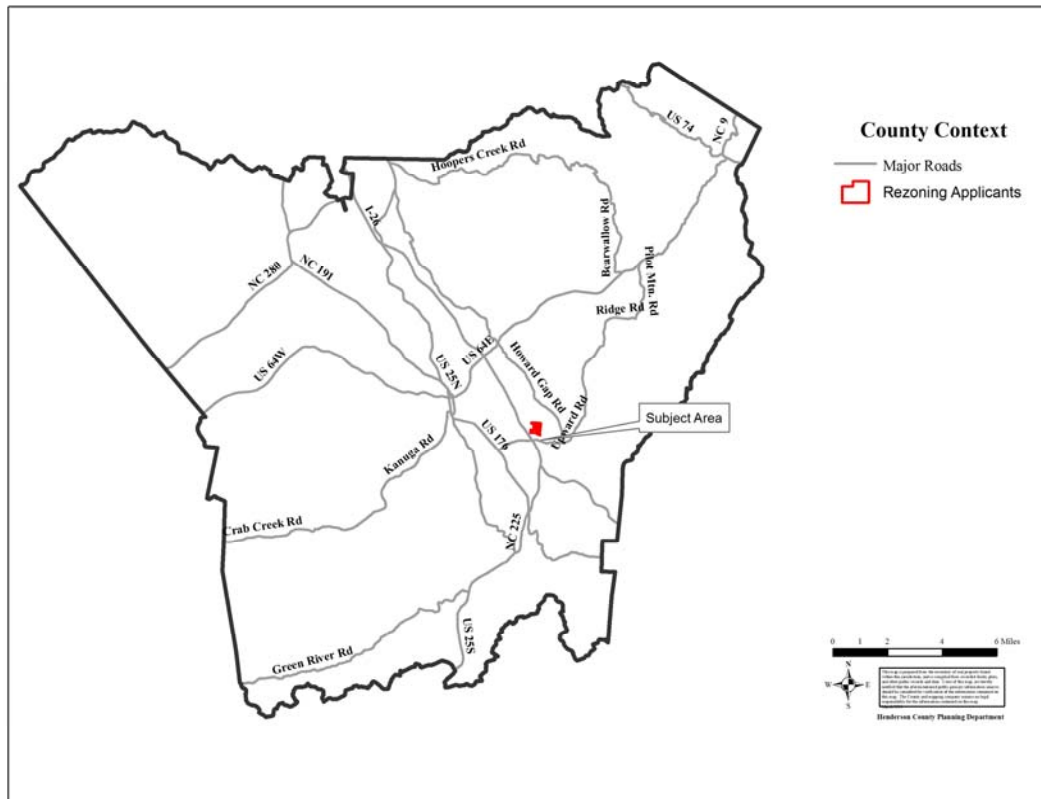 County Context
Major Roads
Rezoning Applicants
US 74
NC 9
Hoopers Creek Rd
I-26
Bearwallow Rd
Pilot Mtn. Rd
NC 280
NC 191
Ridge Rd
US 64W
US 25N
US 64E
Howard Gap Rd
Upward Rd
Subject Area
US 176
Kanuga Rd
Crab Creek Rd
NC 225
US 25S
Green River Rd
0 1 2 4 6 Miles
N
W E
S
Henderson County Planning Department